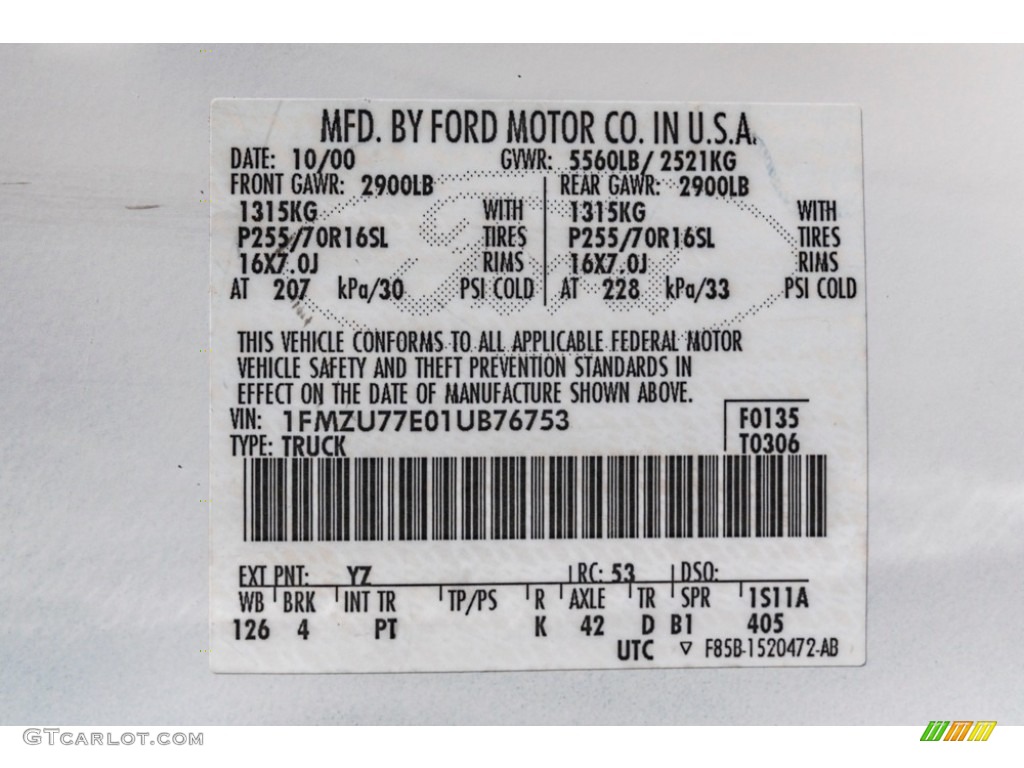 MFD. BY FORD MOTOR CO. IN U.S.A.
DATE: 10/00 GVWR: 5560LB/ 2521KG
FRONT GAWR: 2900LB REAR GAWR: 2900LB
1315KG WITH 1315KG WITH
P255/70R16SL TIRES P255/70R16SL TIRES
16X7.0J RIMS 16X7.0J RIMS
AT 207 kPa/30 PSI COLD AT 228 kPa/33 PSI COLD
THIS VEHICLE CONFORMS TO ALL APPLICABLE FEDERAL MOTOR
VEHICLE SAFETY AND THEFT PREVENTION STANDARDS IN
EFFECT ON THE DATE OF MANUFACTURE SHOWN ABOVE.
VIN: 1FMZU77E01UB76753 F0135
TYPE: TRUCK T0306
EXT PNT: YZ RC: 53 DSO:
WB BRK INT TR TP/PS R AXLE TR SPR 1S11A
126 4 PT K 42 D B1 405
UTC ▽ F85B-1520472-AB
GTCARLOT.COM